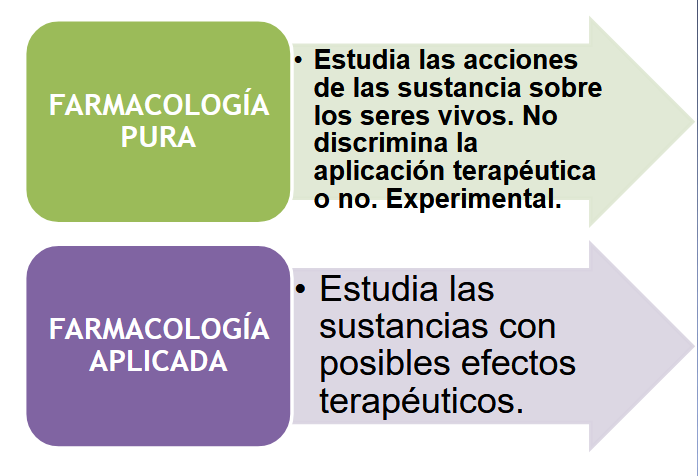 FARMACOLOGÍA
PURA
• Estudia las acciones
de las sustancia sobre
los seres vivos. No
discrimina la
aplicación terapéutica
o no. Experimental.
FARMACOLOGÍA
APLICADA
• Estudia las
sustancias con
posibles efectos
terapéuticos.